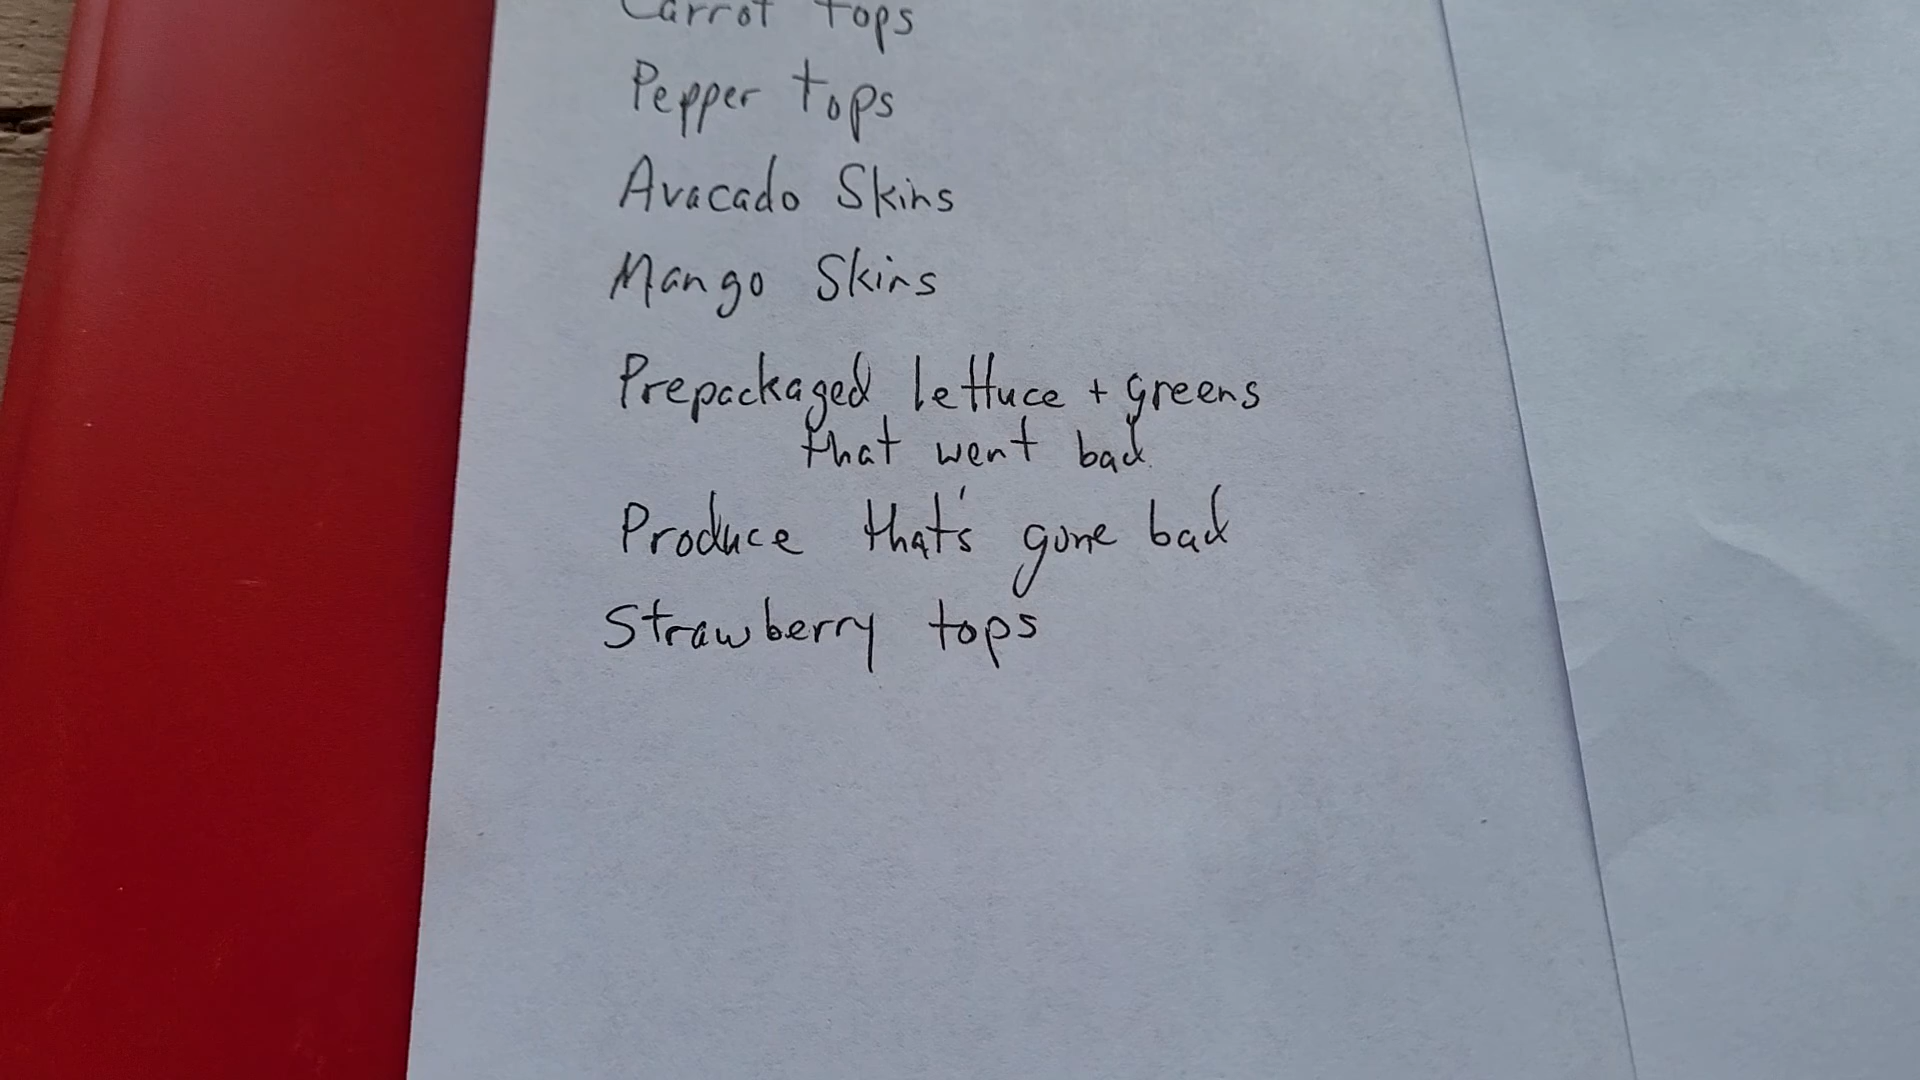 Carrot tops
Pepper tops
Avacado Skins
Mango Skins
Prepackaged lettuce + greens
that went bad.
Produce that's gone bad
Strawberry tops